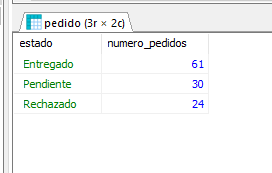 pedido (3r × 2c)
estado numero_pedidos
Entregado 61
Pendiente 30
Rechazado 24